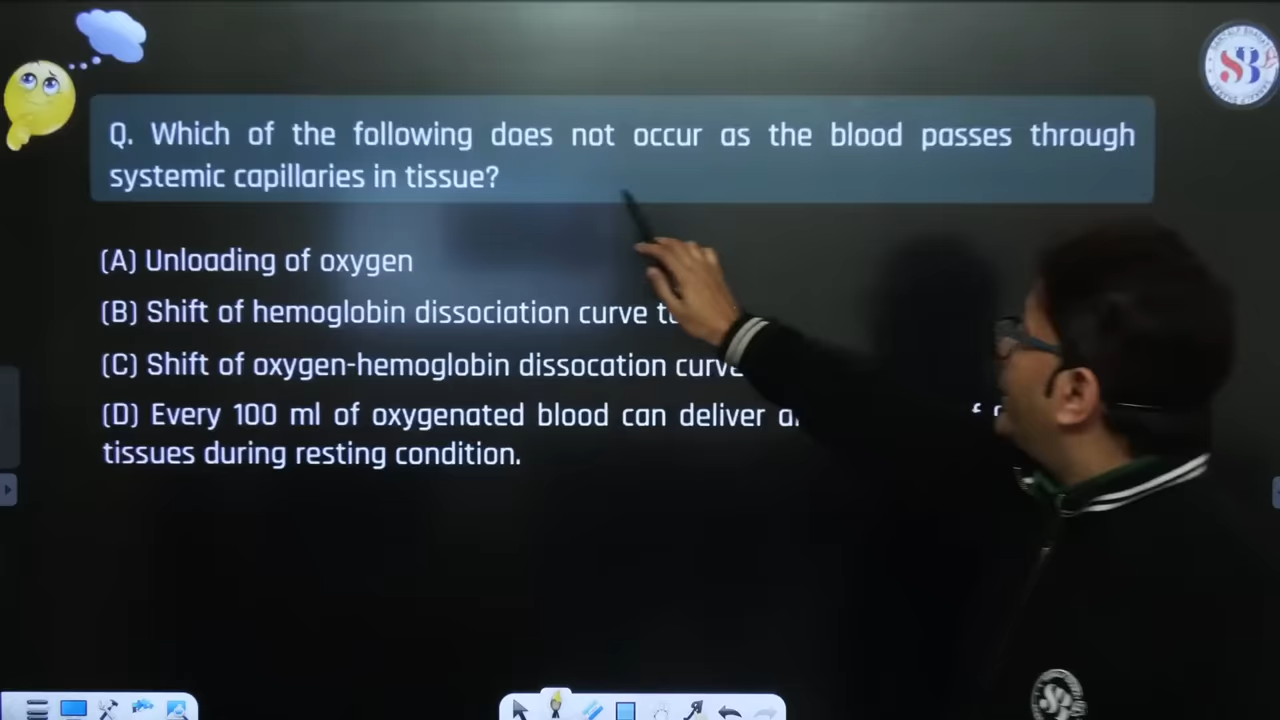 Q. Which of the following does not occur as the blood passes through
systemic capillaries in tissue?
(A) Unloading of oxygen
(B) Shift of hemoglobin dissociation curve
(C) Shift of oxygen-hemoglobin dissocation curve
(D) Every 100 ml of oxygenated blood can deliver
tissues during resting condition.
SB